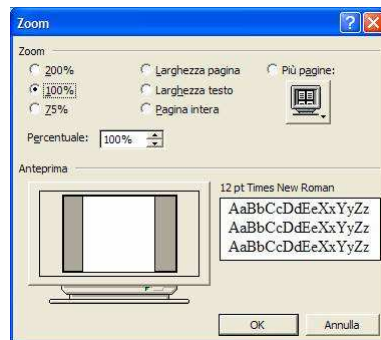 Zoom
Zoom
200%
Larghezza pagina
Più pagine:
100%
Larghezza testo
75%
Pagina intera
Percentuale: 100%
Anteprima
12 pt Times New Roman
AaBbCcDdEeXxYyZz
AaBbCcDdEeXxYyZz
AaBbCcDdEeXxYyZz
OK
Annulla